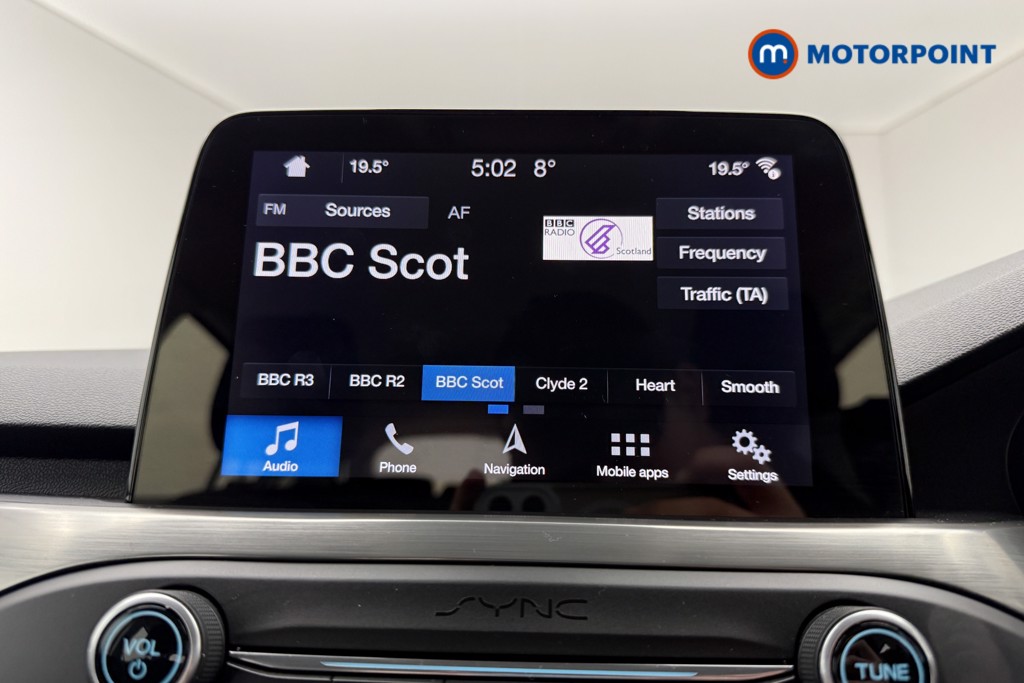 m MOTORPOINT
19.5° 5:02 8° 19.5°
FM Sources AF
BBC RADIO Scotland
Stations
BBC Scot
Frequency
Traffic (TA)
BBC R3 BBC R2 BBC Scot Clyde 2 Heart Smooth
Audio Phone Navigation Mobile apps Settings
SYNC
VOL TUNE